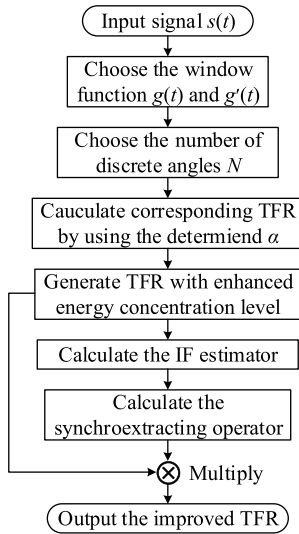 Input signal s(t)
Choose the window
function g(t) and g′(t)
Choose the number of
discrete angles N
Cauculate corresponding TFR
by using the determiend α
Generate TFR with enhanced
energy concentration level
Calculate the IF estimator
Calculate the
synchroextracting operator
Multiply
Output the improved TFR